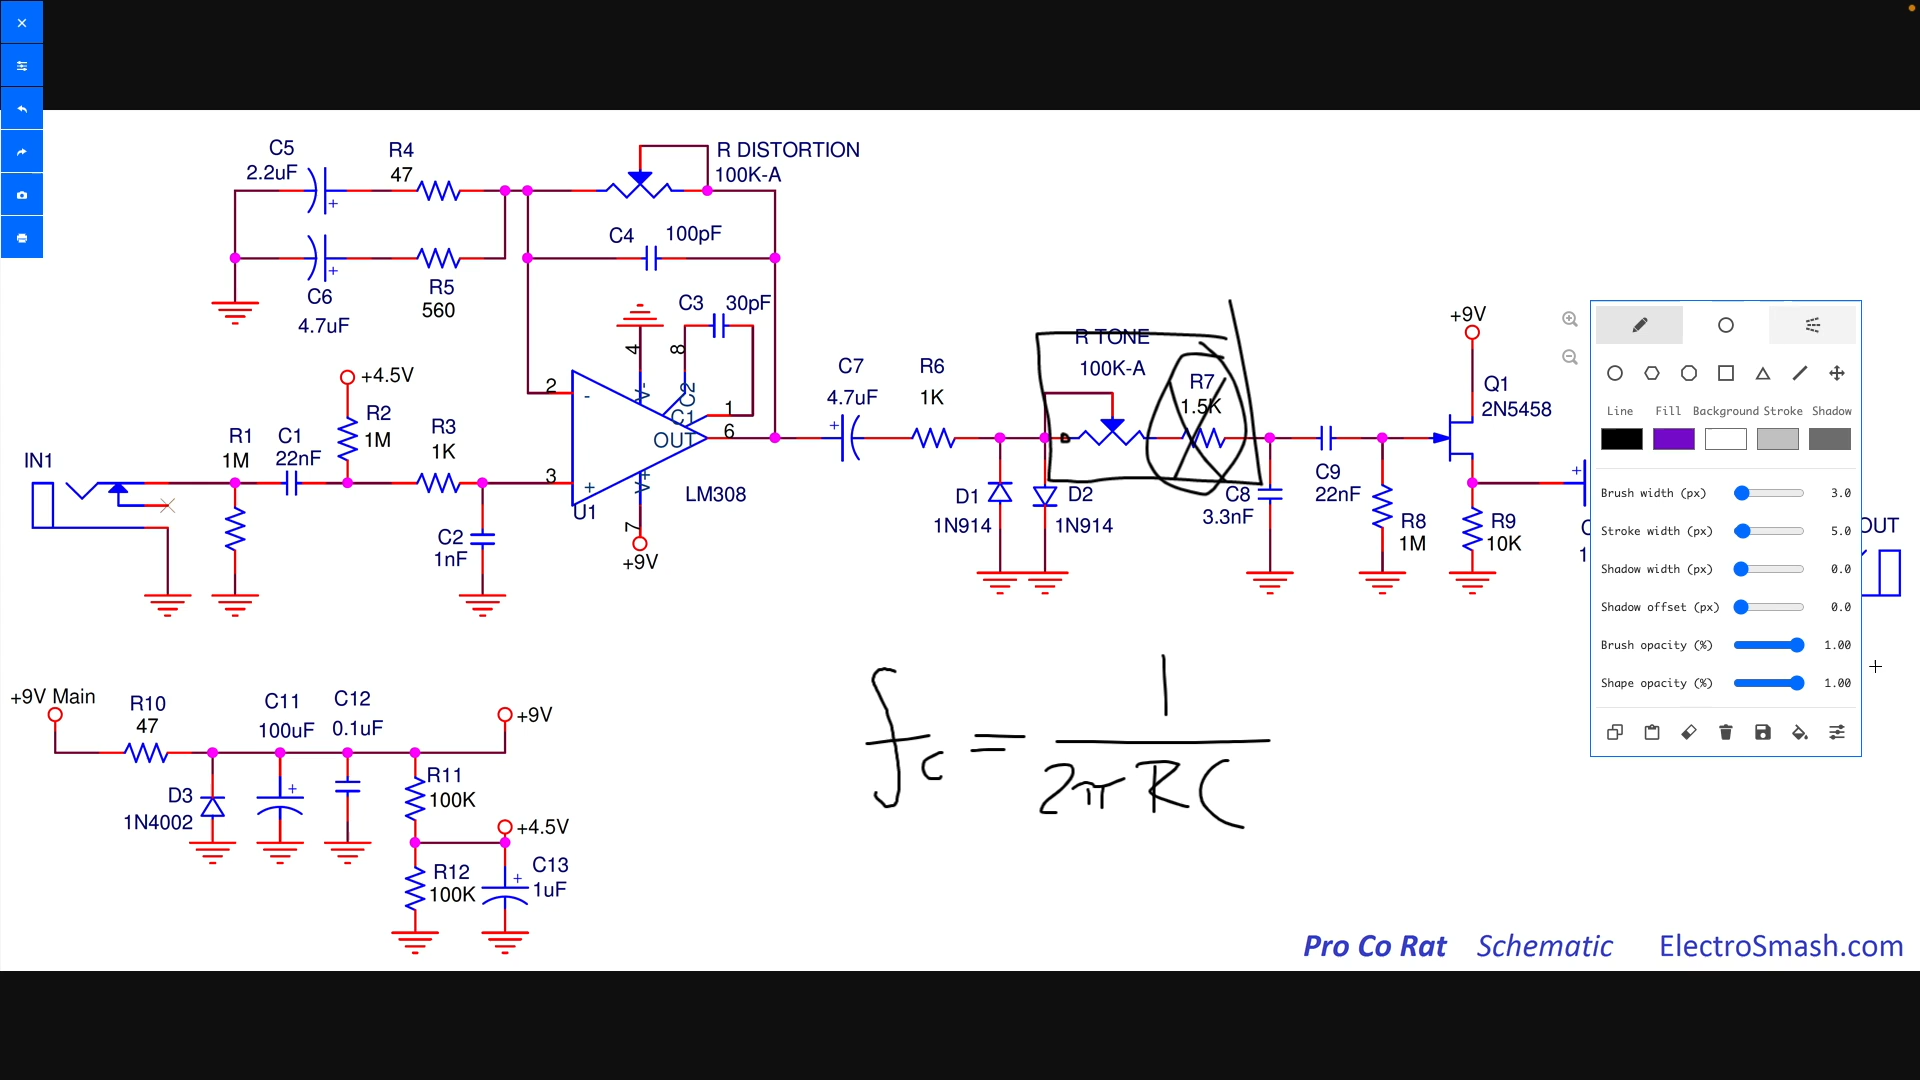 C5
2.2uF
R4
47
R DISTORTION
100K-A
C4
100pF
+
+
C6
4.7uF
R5
560
C3
30pF
+9V
4
8
R TONE
100K-A
R7
1.5K
C7
4.7uF
+
R6
1K
+4.5V
R2
1M
2
-
V-
C2
C1
1
6
OUT
Q1
2N5458
IN1
R1
1M
C1
22nF
R3
1K
3
+
V+
U1
LM308
7
+9V
D1
1N914
D2
1N914
C8
3.3nF
C9
22nF
R8
1M
R9
10K
+
C
1
OUT
C2
1nF
+9V Main
R10
47
C11
100uF
+
C12
0.1uF
+9V
D3
1N4002
R11
100K
+4.5V
R12
100K
+
C13
1uF
fc = 1
2πRC
Pro Co Rat Schematic ElectroSmash.com
Line Fill Background Stroke Shadow
Brush width (px) 3.0
Stroke width (px) 5.0
Shadow width (px) 0.0
Shadow offset (px) 0.0
Brush opacity (%) 1.00
Shape opacity (%) 1.00